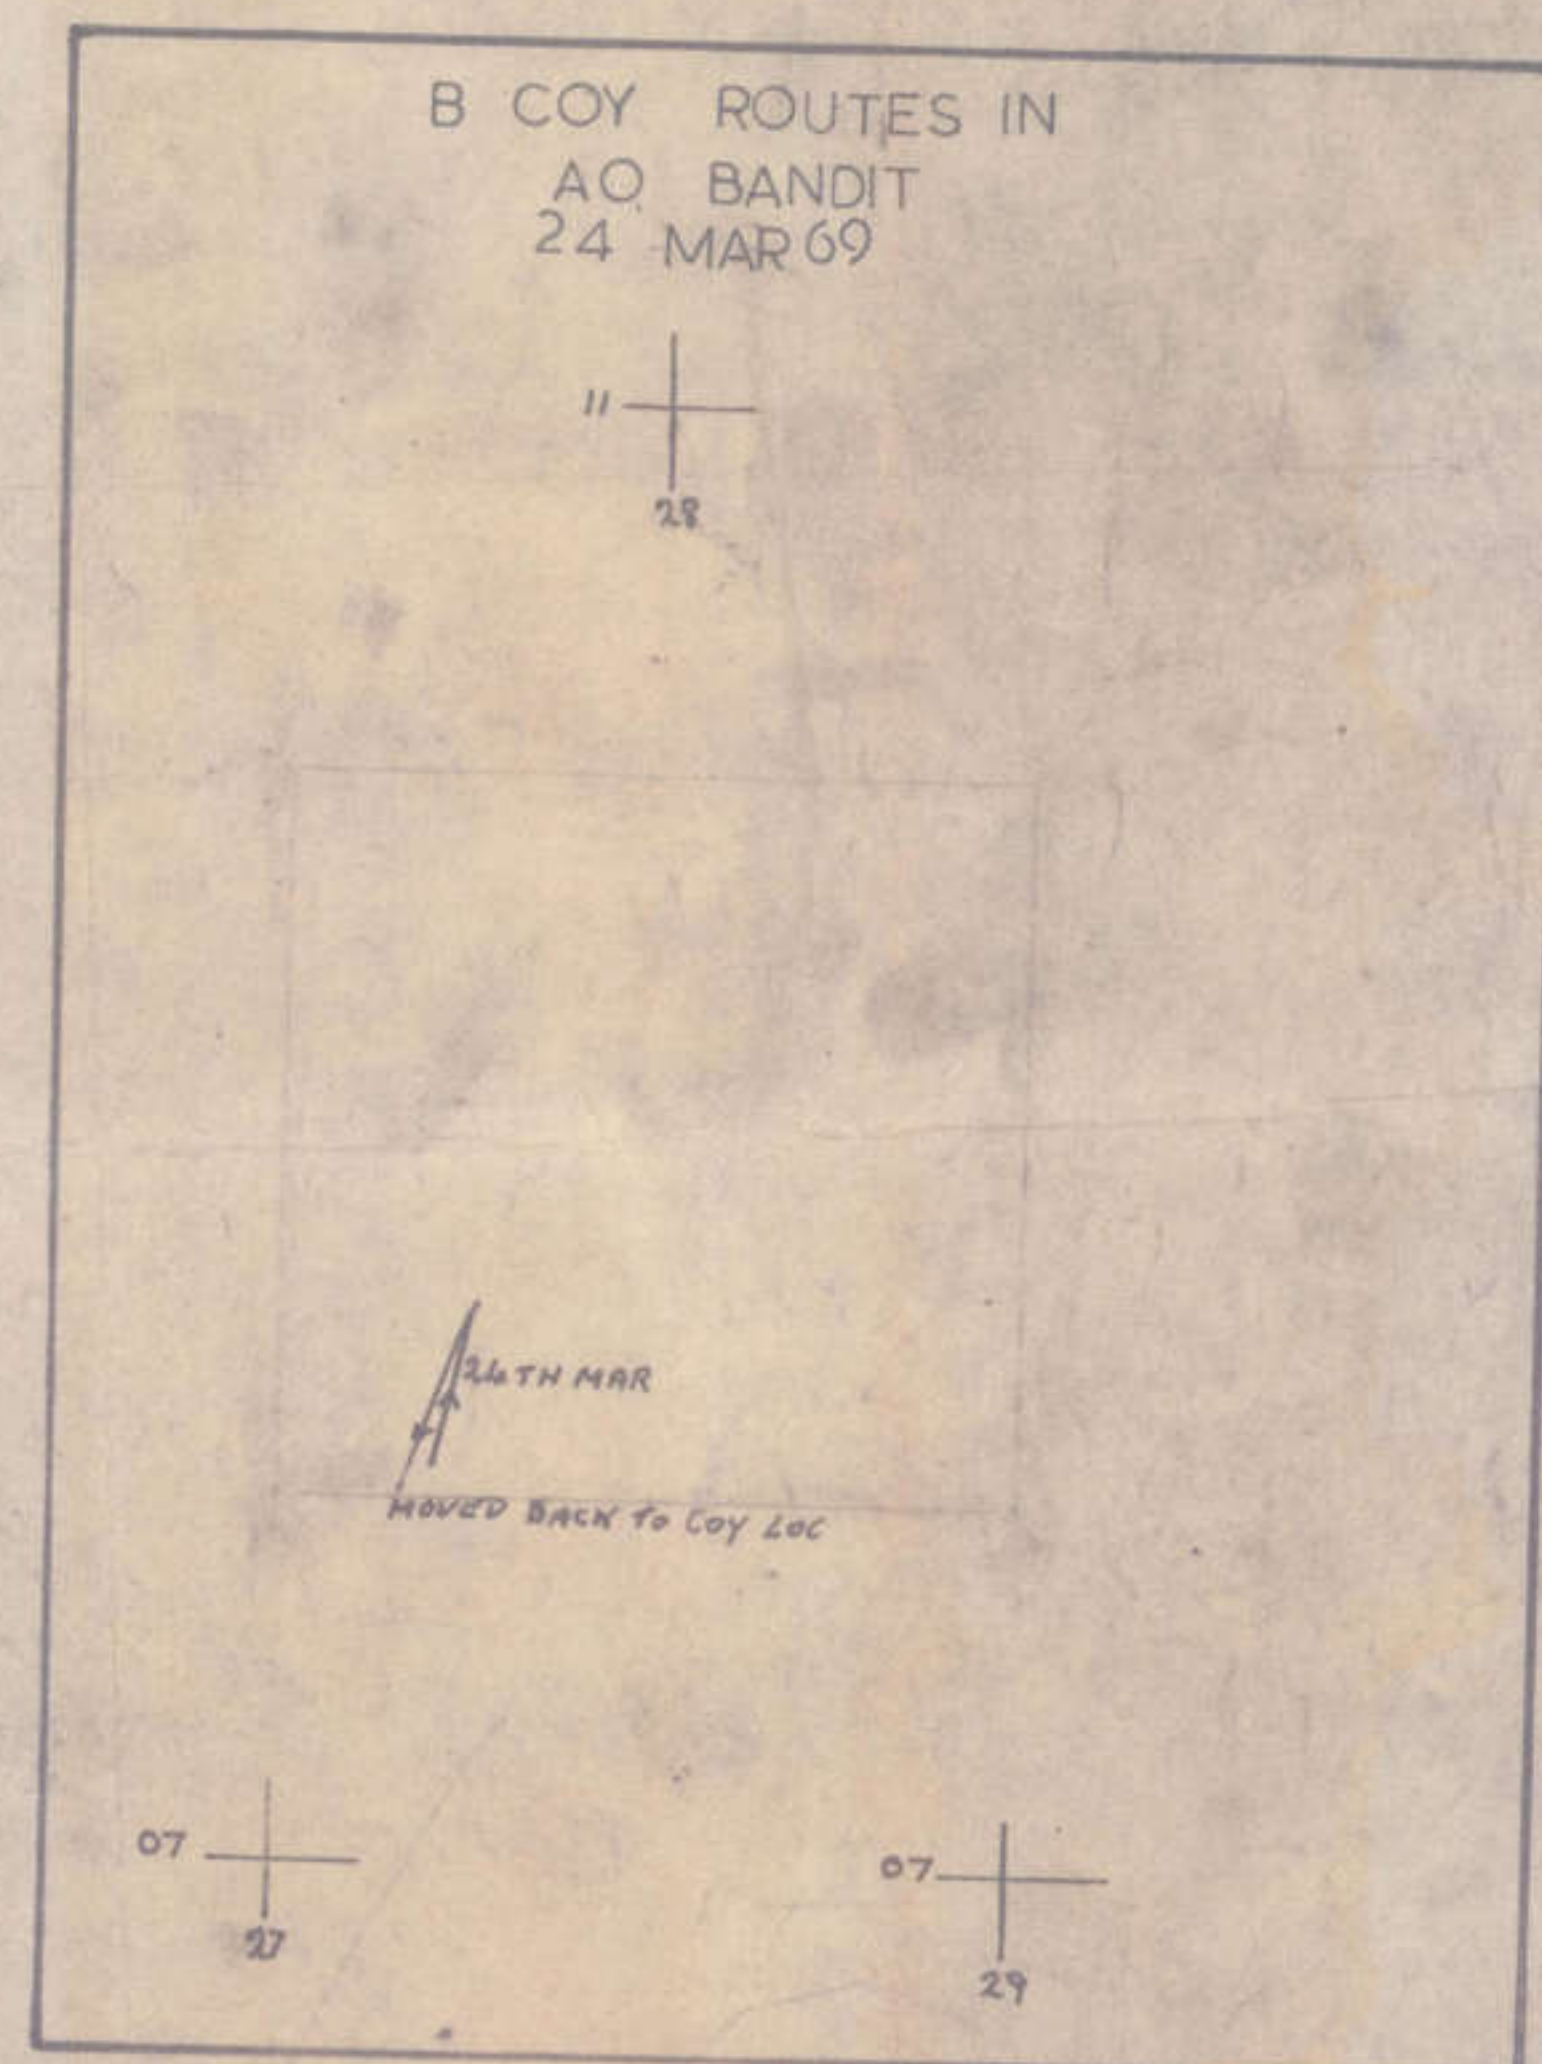 B COY ROUTES IN
AO BANDIT
24 MAR 69
11
28
24TH MAR
MOVED BACK TO COY LOC
07
27
07
29